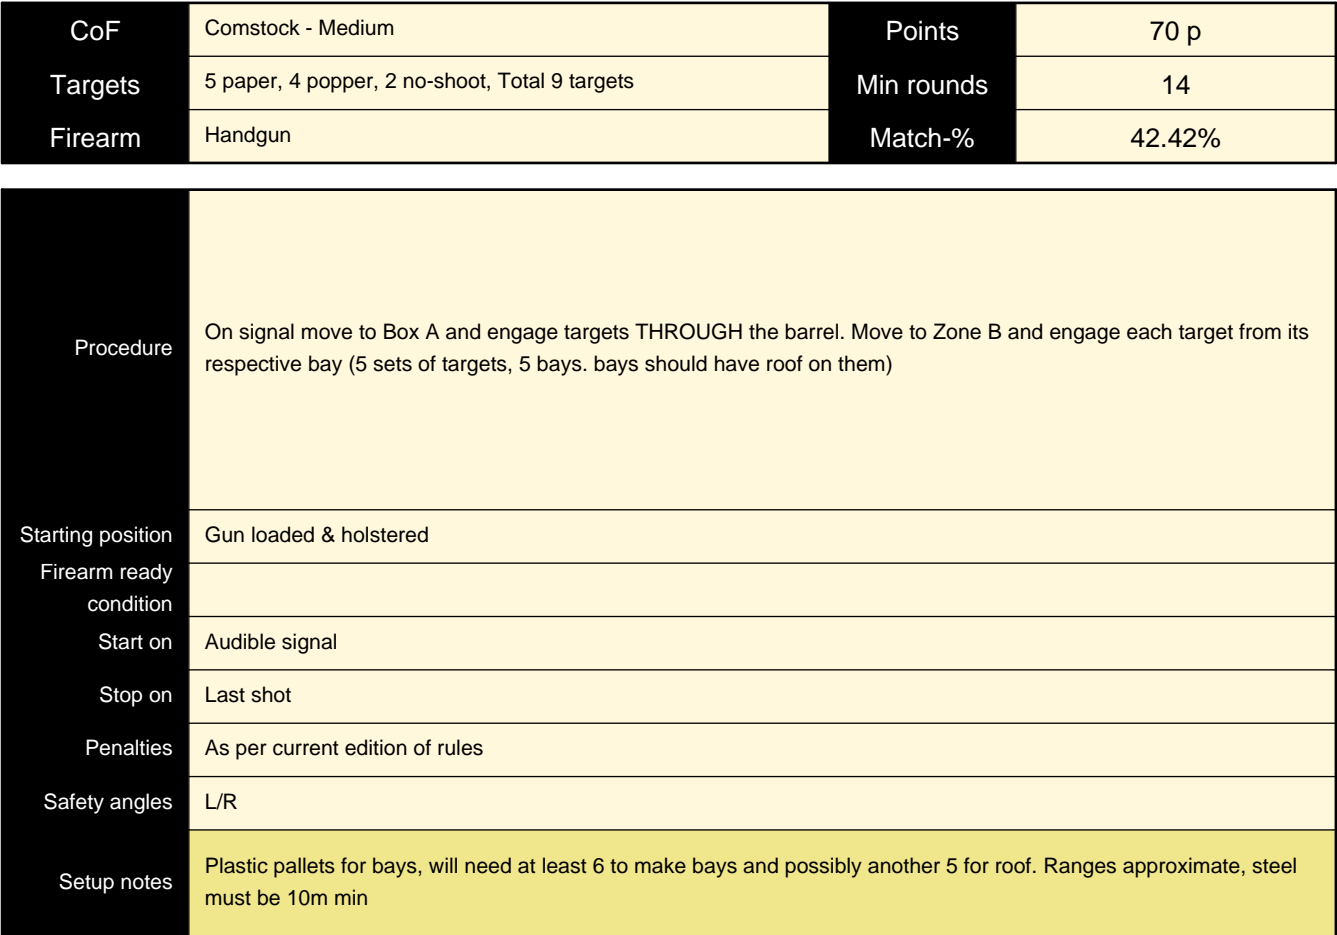 CoF Comstock - Medium Points 70 p
Targets 5 paper, 4 popper, 2 no-shoot, Total 9 targets Min rounds 14
Firearm Handgun Match-% 42.42%
Procedure
On signal move to Box A and engage targets THROUGH the barrel. Move to Zone B and engage each target from its
respective bay (5 sets of targets, 5 bays. bays should have roof on them)
Starting position Gun loaded & holstered
Firearm ready
condition
Start on Audible signal
Stop on Last shot
Penalties As per current edition of rules
Safety angles L/R
Setup notes
Plastic pallets for bays, will need at least 6 to make bays and possibly another 5 for roof. Ranges approximate, steel
must be 10m min